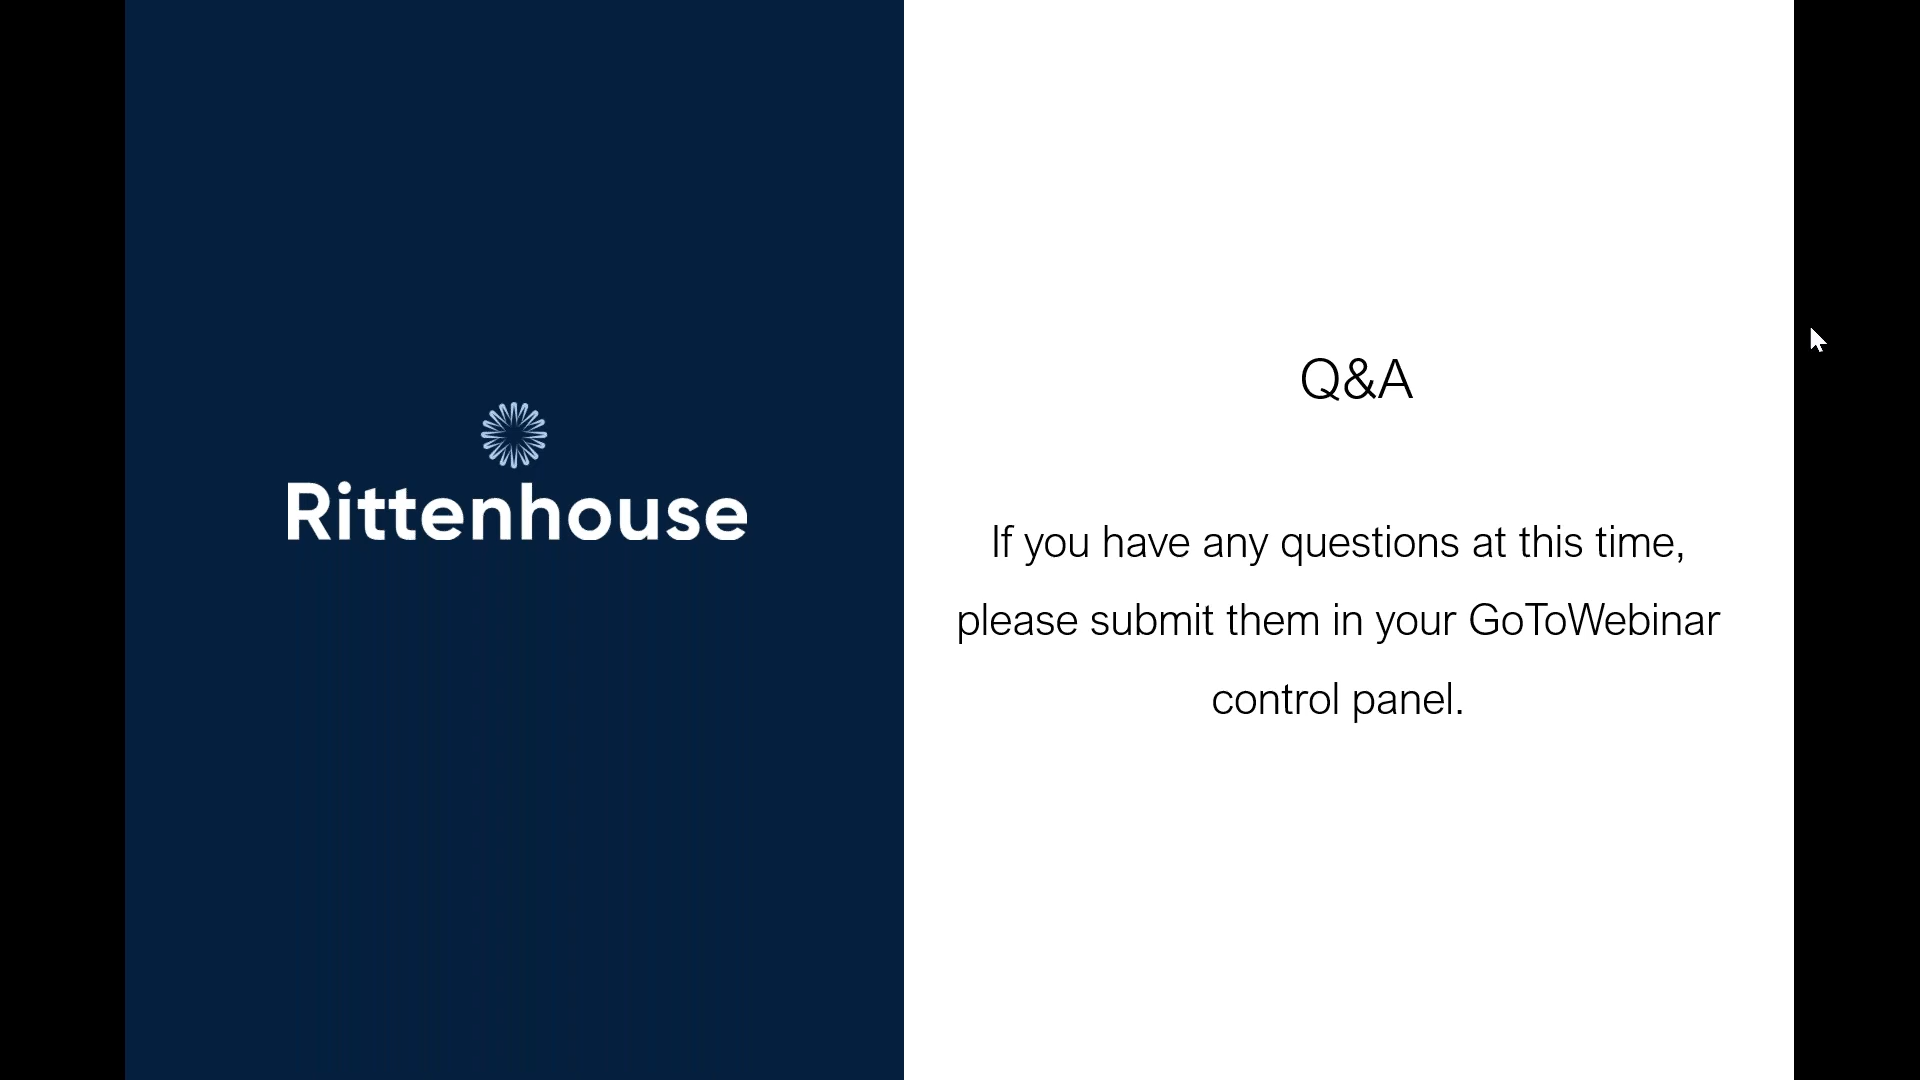 Rittenhouse
Q&A
If you have any questions at this time,
please submit them in your GoToWebinar
control panel.